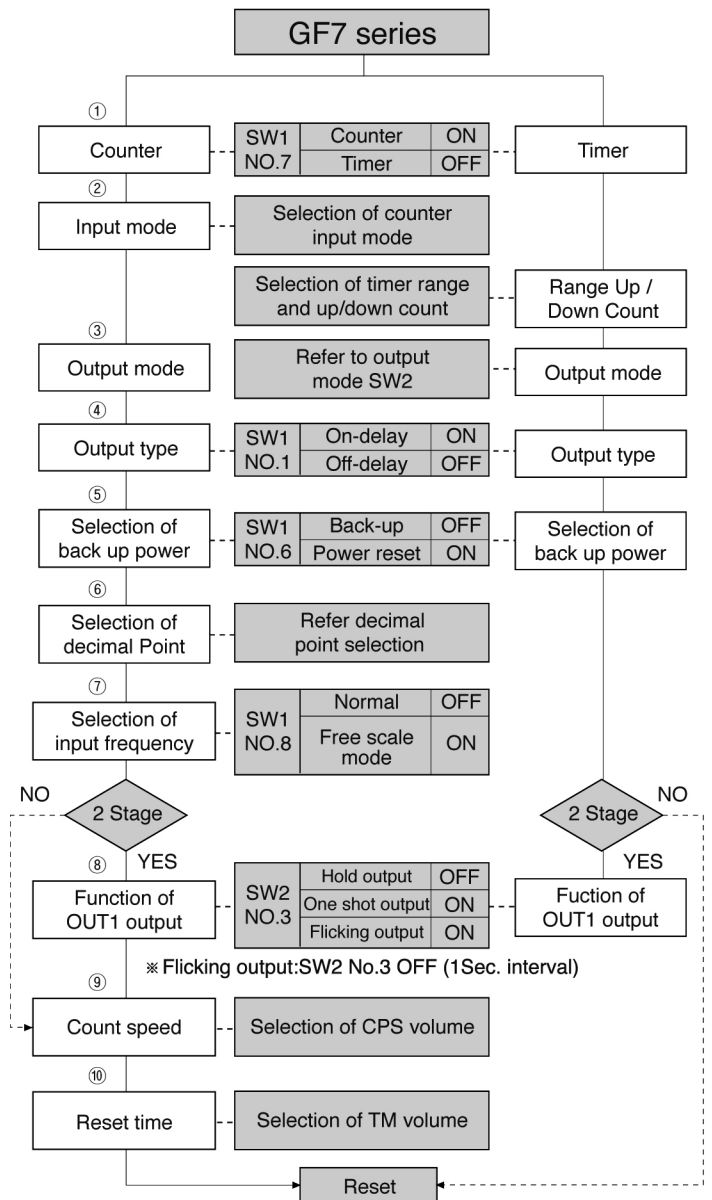 GF7 series
①
Counter
SW1
NO.7
Counter
ON
Timer
OFF
Timer
②
Input mode
Selection of counter
input mode
Selection of timer range
and up/down count
Range Up /
Down Count
③
Output mode
Refer to output
mode SW2
Output mode
④
Output type
SW1
NO.1
On-delay
ON
Off-delay
OFF
Output type
⑤
Selection of
back up power
SW1
NO.6
Back-up
OFF
Power reset
ON
Selection of
back up power
⑥
Selection of
decimal Point
Refer decimal
point selection
⑦
Selection of
input frequency
SW1
NO.8
Normal
OFF
Free scale
mode
ON
NO
2 Stage
YES
2 Stage
NO
YES
⑧
Function of
OUT1 output
SW2
NO.3
Hold output
OFF
One shot output
ON
Flicking output
ON
Fuction of
OUT1 output
※ Flicking output:SW2 No.3 OFF (1Sec. interval)
⑨
Count speed
Selection of CPS volume
⑩
Reset time
Selection of TM volume
Reset